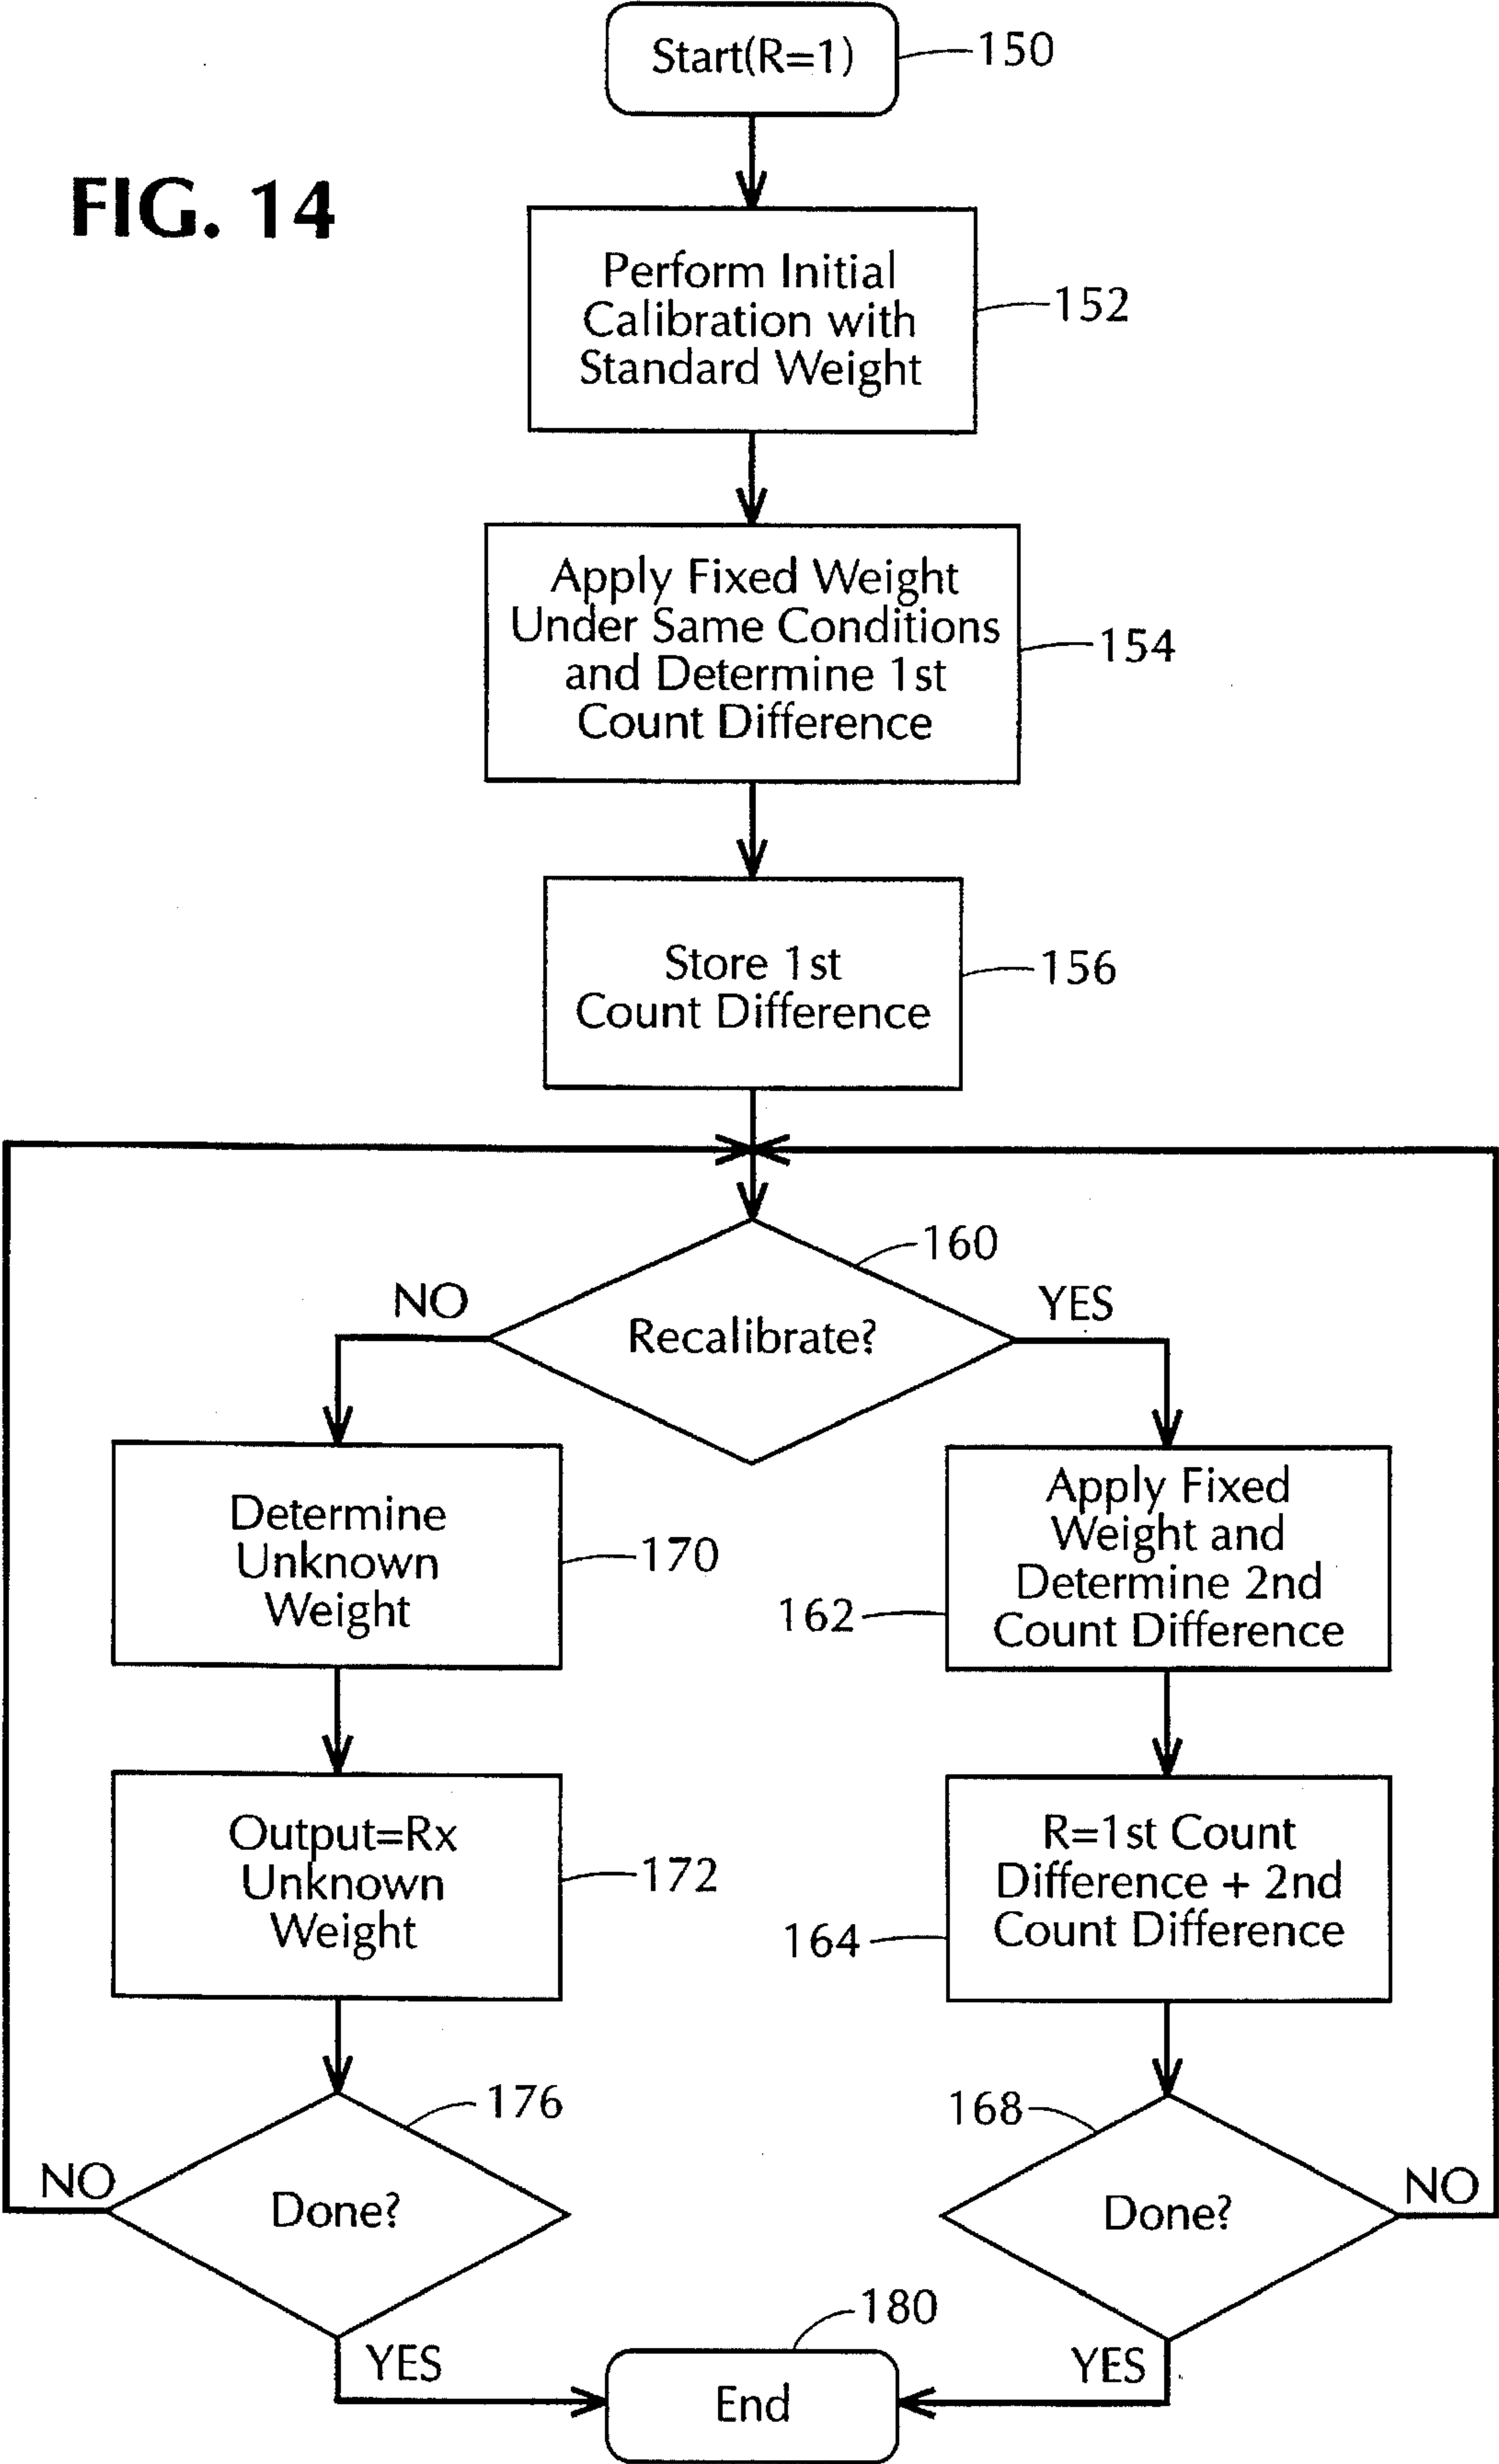 Start(R=1)
150
FIG. 14
Perform Initial
Calibration with
Standard Weight
152
Apply Fixed Weight
Under Same Conditions
and Determine 1st
Count Difference
154
Store 1st
Count Difference
156
160
NO
Recalibrate?
YES
Determine
Unknown
Weight
170
Apply Fixed
Weight and
Determine 2nd
Count Difference
162
Output=Rx
Unknown
Weight
172
R=1st Count
Difference + 2nd
Count Difference
164
176
168
NO
Done?
Done?
NO
180
YES
YES
End